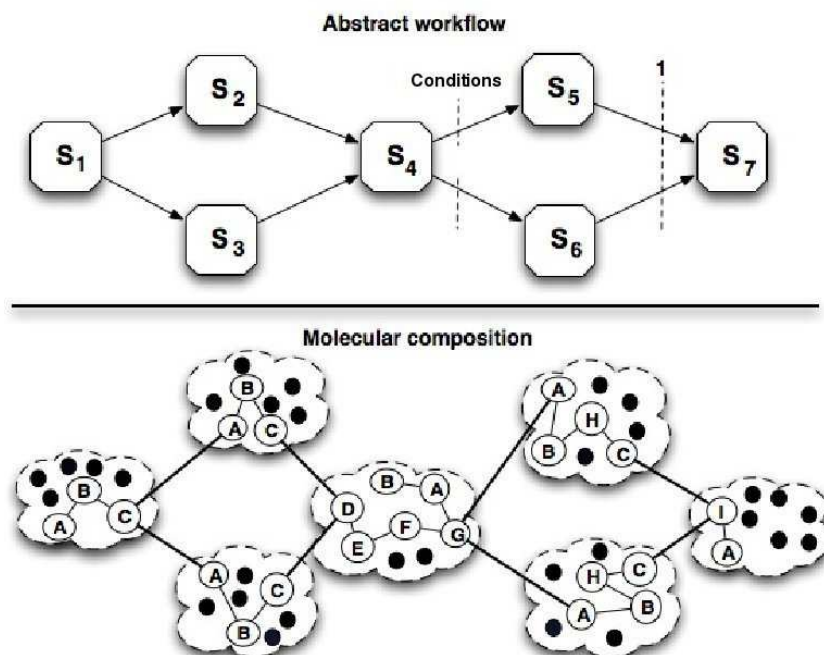 Abstract workflow
Conditions
1
S1
S2
S3
S4
S5
S6
S7
Molecular composition
A B C
A B C
A B C
D E F G A B
A B H C
A B H C
I A